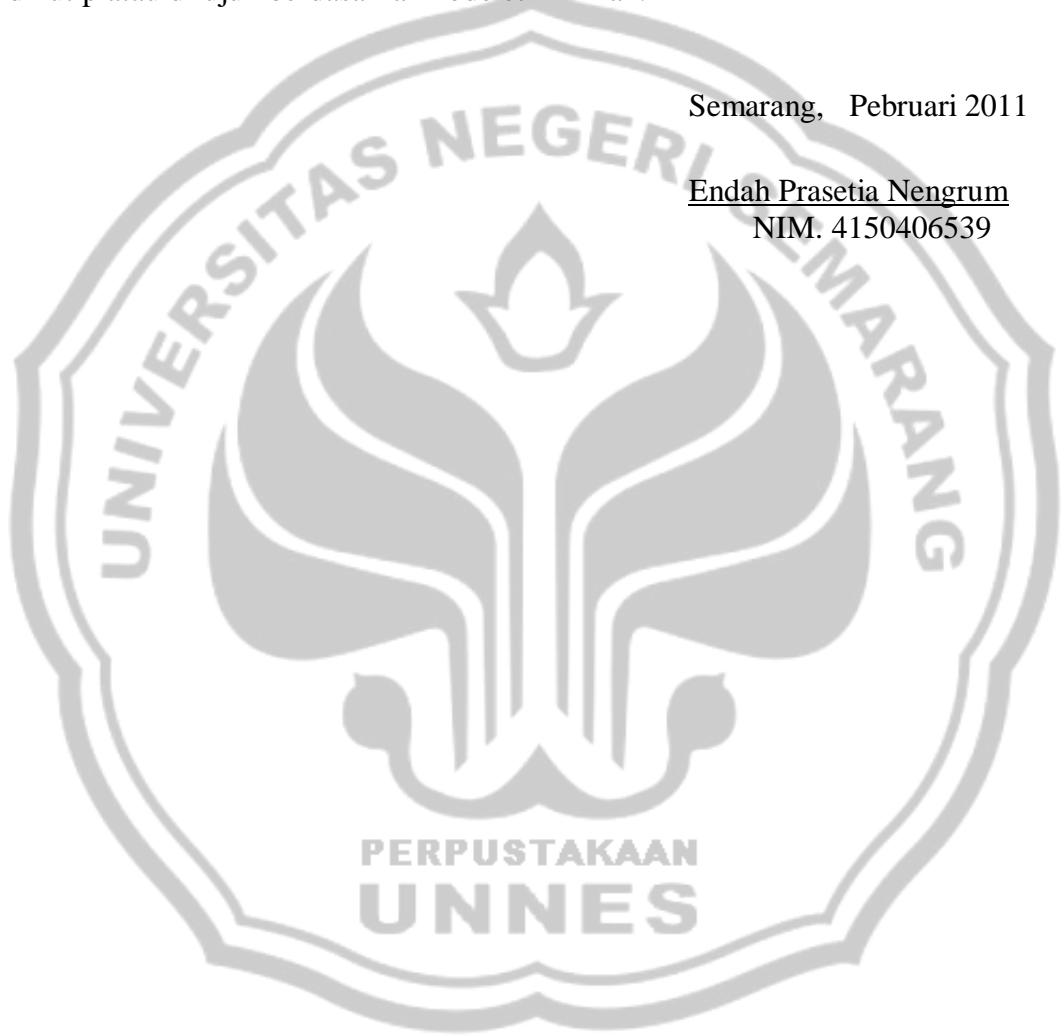 Semarang, Pebruari 2011
Endah Prasetia Nengrum
NIM. 4150406539
UNIVERSITAS NEGERI SEMARANG
PERPUSTAKAAN
UNNES